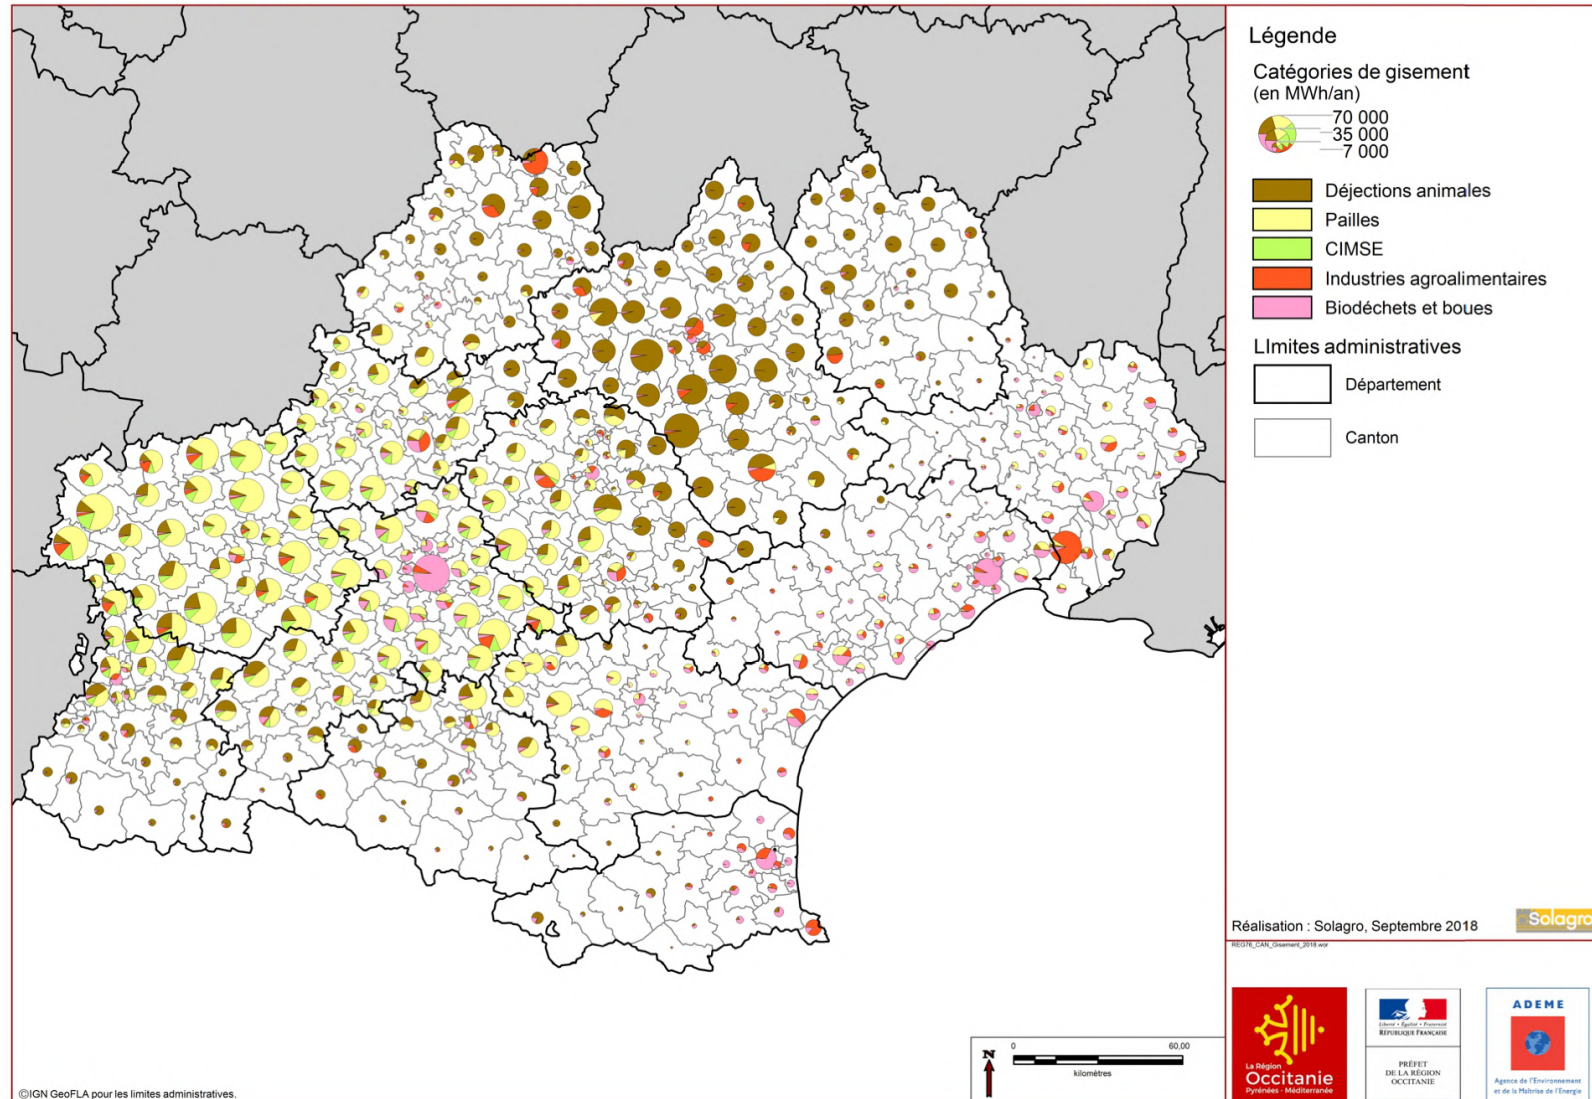 Légende
Catégories de gisement
(en MWh/an)
70 000
35 000
7 000
Déjections animales
Pailles
CIMSE
Industries agroalimentaires
Biodéchets et boues
LImites administratives
Département
Canton
Réalisation : Solagro, Septembre 2018
Solagro
REG76_CAN_Gisement_2018.wor
La Région
Occitanie
Pyrénées - Méditerranée
Liberté • Égalité • Fraternité
RÉPUBLIQUE FRANÇAISE
PRÉFET
DE LA RÉGION
OCCITANIE
ADEME
Agence de l'Environnement
et de la Maîtrise de l'Energie
N
0 60,00
kilomètres
©IGN GeoFLA pour les limites administratives.